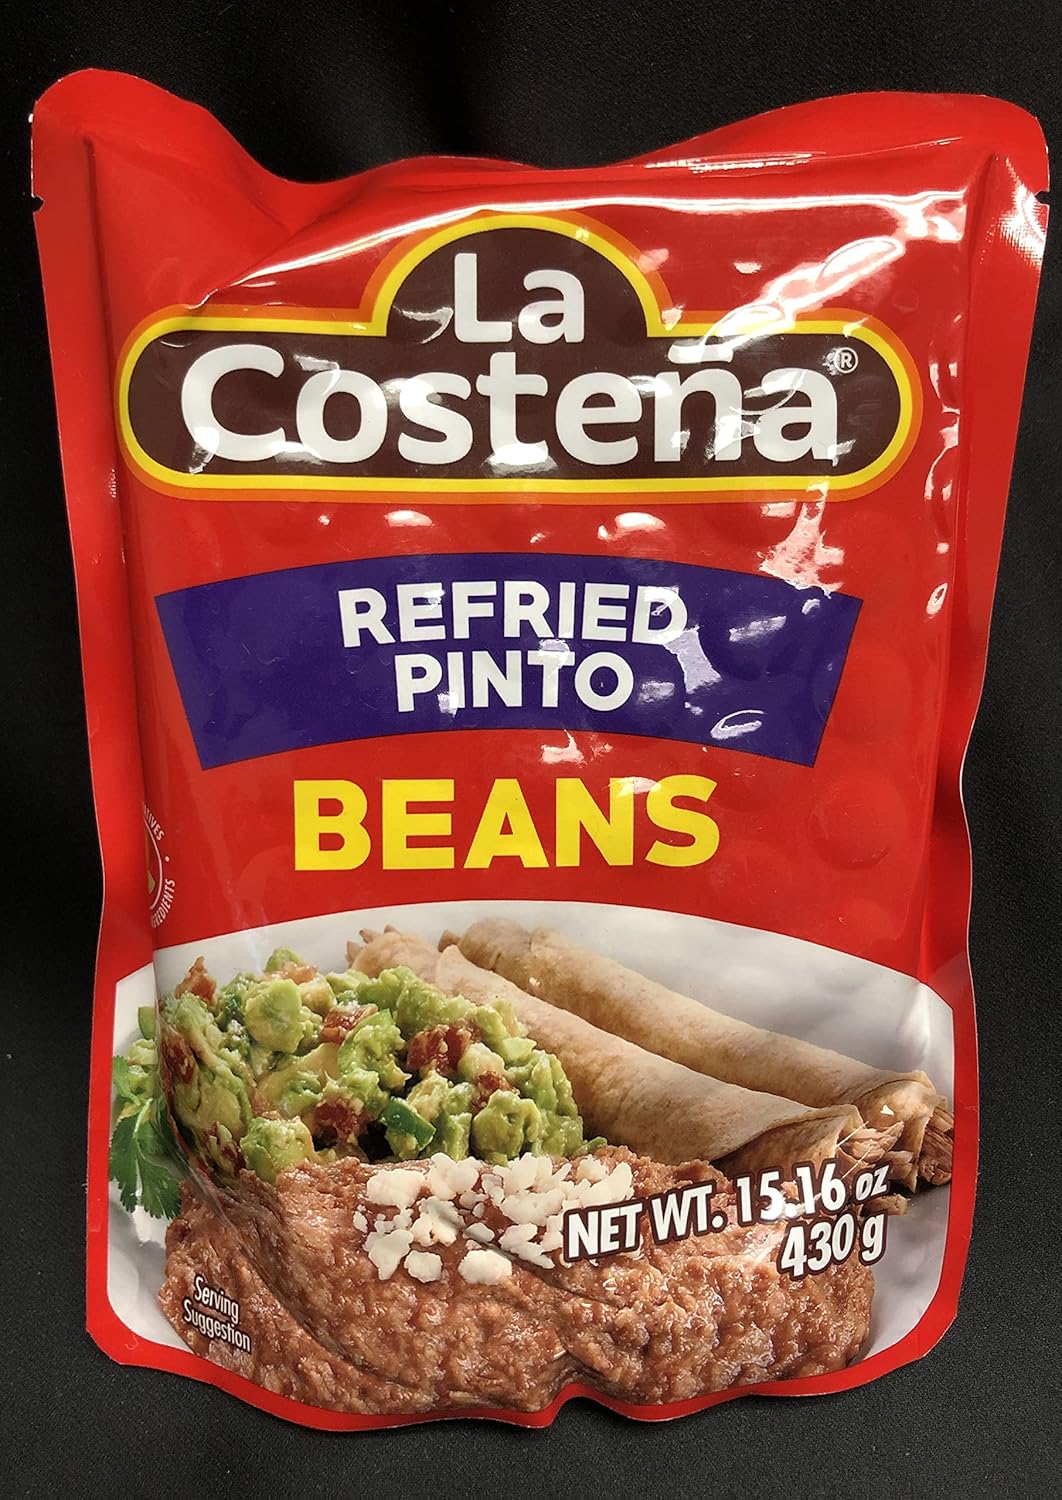 La
Costeña®
REFRIED
PINTO
BEANS
NET WT. 15.16 oz
430 g
Serving
Suggestion